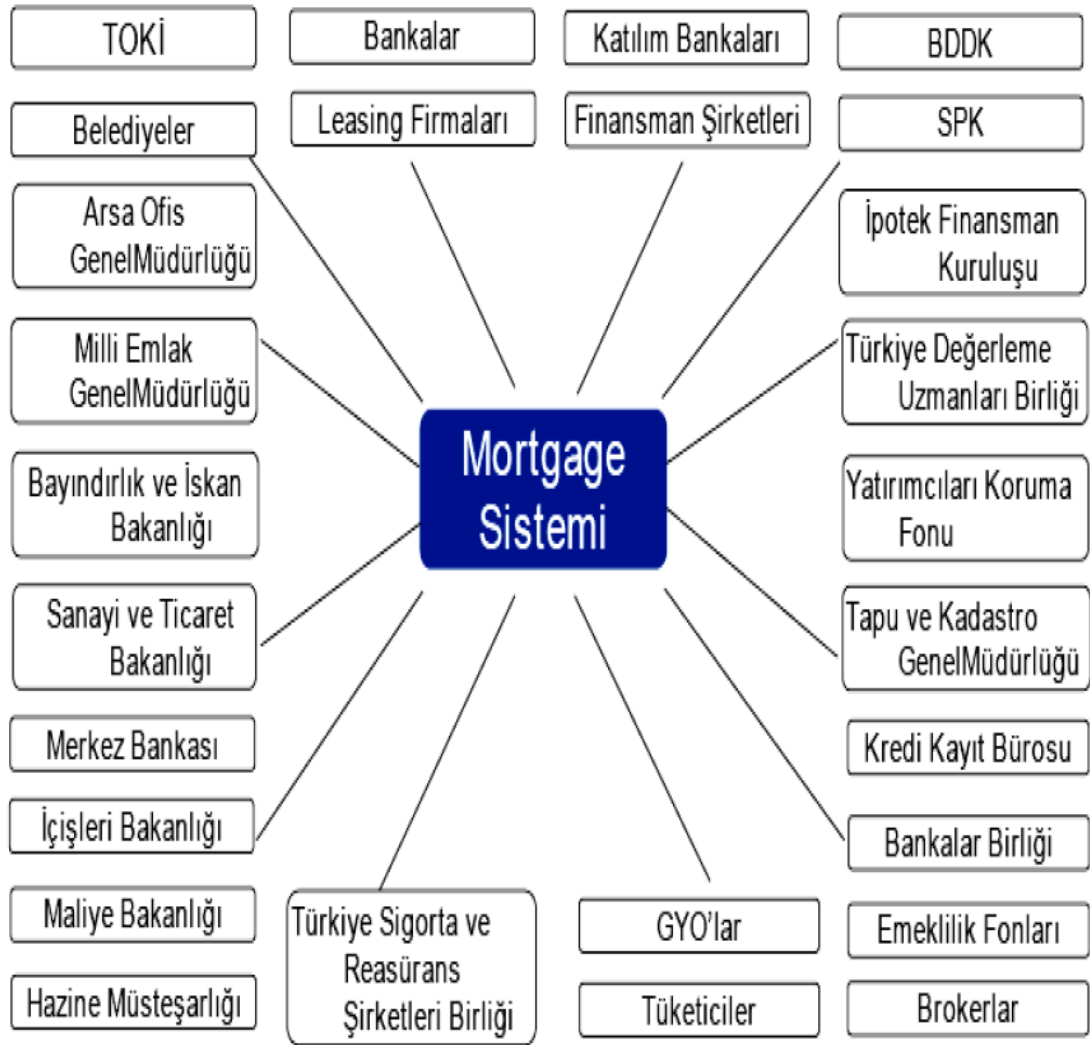 TOKİ
Bankalar
Katılım Bankaları
BDDK
Belediyeler
Leasing Firmaları
Finansman Şirketleri
SPK
Arsa Ofis
GenelMüdürlüğü
İpotek Finansman
Kuruluşu
Milli Emlak
GenelMüdürlüğü
Türkiye Değerleme
Uzmanları Birliği
Mortgage
Sistemi
Bayındırlık ve İskan
Bakanlığı
Yatırımcıları Koruma
Fonu
Sanayi ve Ticaret
Bakanlığı
Tapu ve Kadastro
GenelMüdürlüğü
Merkez Bankası
Kredi Kayıt Bürosu
İçişleri Bakanlığı
Bankalar Birliği
Maliye Bakanlığı
Türkiye Sigorta ve
Reasürans
Şirketleri Birliği
GYO'lar
Emeklilik Fonları
Hazine Müsteşarlığı
Tüketiciler
Brokerlar